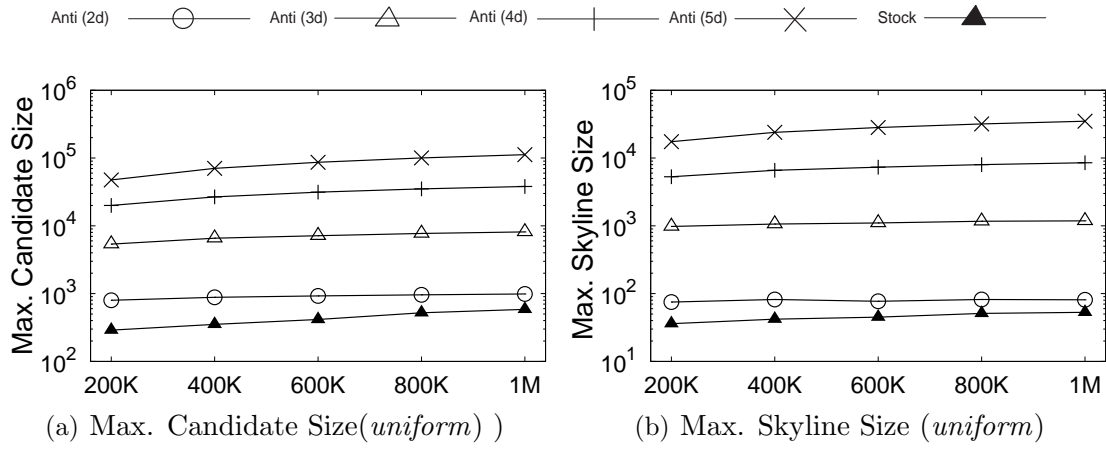 Anti (2d) Anti (3d) Anti (4d) Anti (5d) Stock
Max. Candidate Size
10^6
10^5
10^4
10^3
10^2
200K 400K 600K 800K 1M
(a) Max. Candidate Size(uniform) )
Max. Skyline Size
10^5
10^4
10^3
10^2
10^1
200K 400K 600K 800K 1M
(b) Max. Skyline Size (uniform)